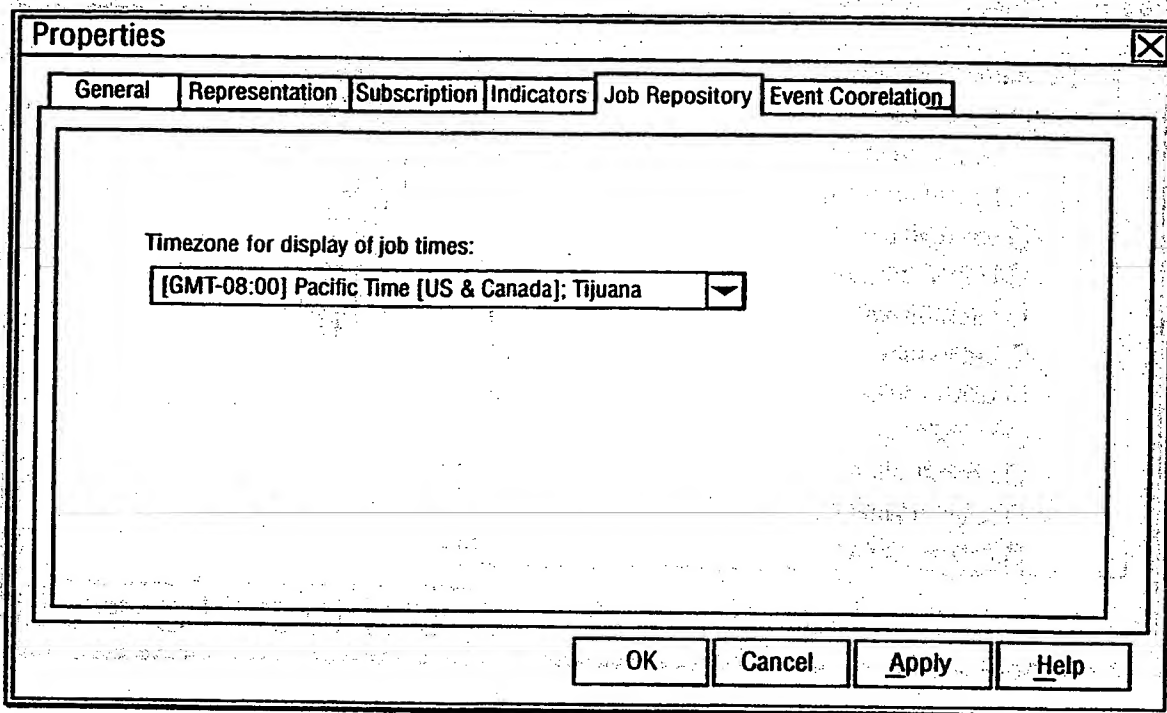 Properties
General Representation Subscription Indicators Job Repository Event Coorelation
Timezone for display of job times:
[GMT-08:00] Pacific Time [US & Canada]; Tijuana
OK Cancel Apply Help